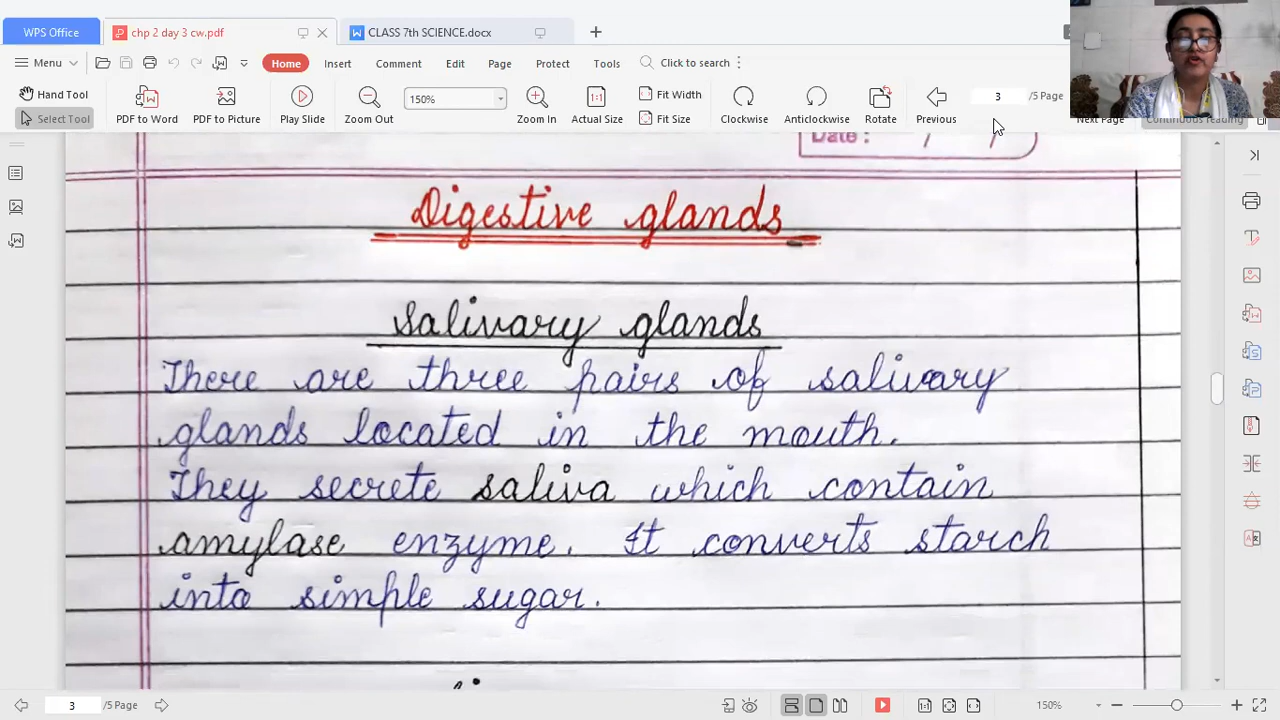 WPS Office
chp 2 day 3 cw.pdf
CLASS 7th SCIENCE.docx
Menu
Home
Insert
Comment
Edit
Page
Protect
Tools
Click to search
Hand Tool
Select Tool
PDF to Word
PDF to Picture
Play Slide
Zoom Out
150%
Zoom In
Actual Size
Fit Width
Fit Size
Clockwise
Anticlockwise
Rotate
Previous
3 /5 Page
Next Page
Continuous reading
Date : / /
Digestive glands
Salivary glands
There are three pairs of salivary
glands located in the mouth.
They secrete saliva which contain
amylase enzyme. It converts starch
into simple sugar.
3 /5 Page
150%